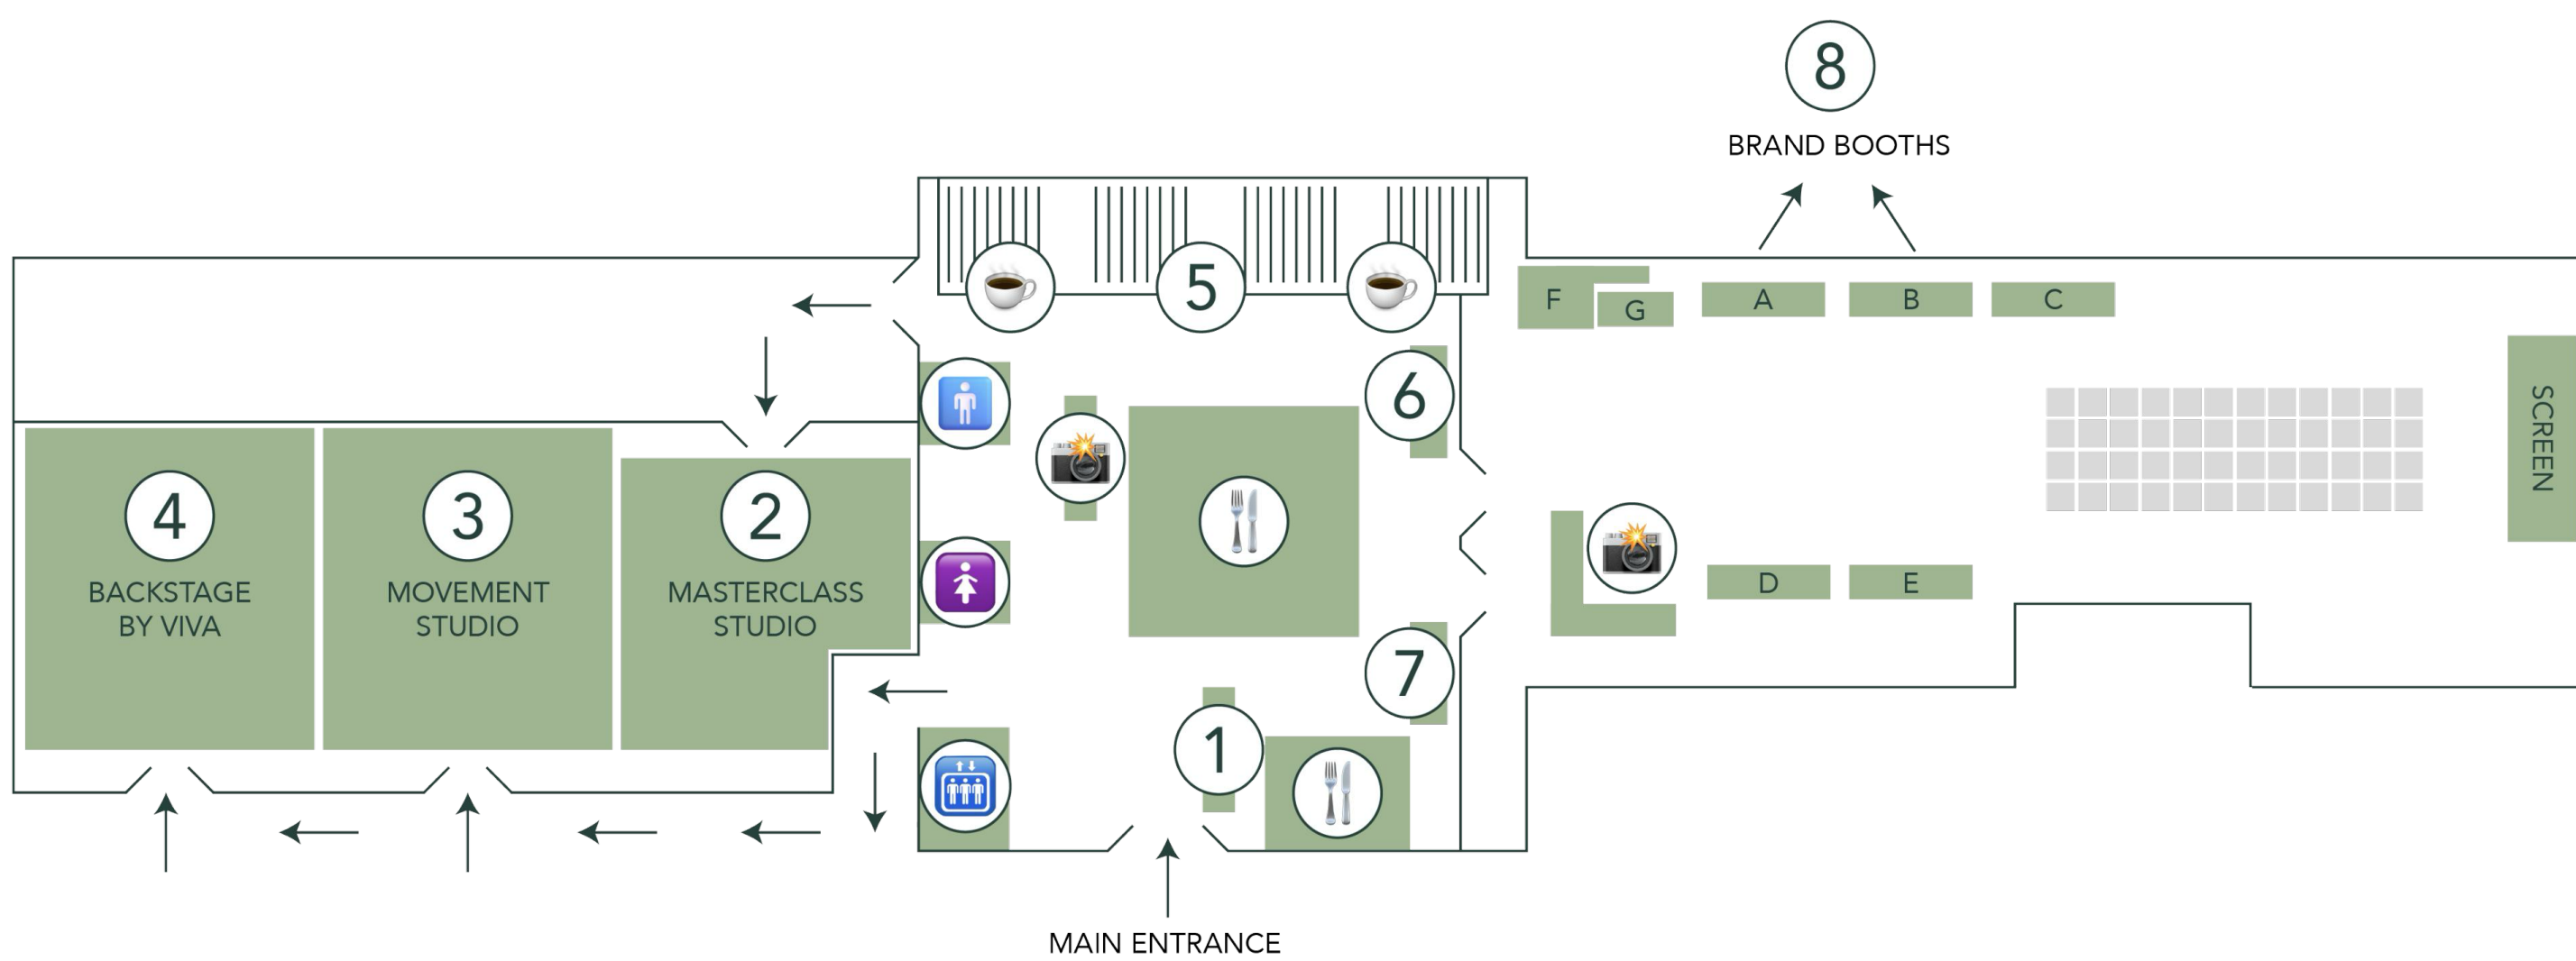 8
BRAND BOOTHS
5
6
F
G
A
B
C
SCREEN
4
BACKSTAGE
BY VIVA
3
MOVEMENT
STUDIO
2
MASTERCLASS
STUDIO
D
E
7
1
MAIN ENTRANCE